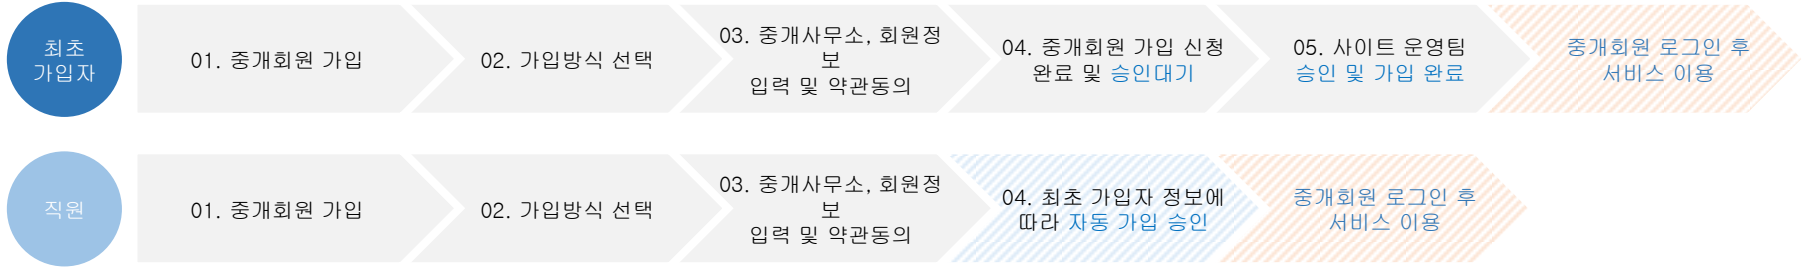 최초
가입자
01. 중개회원 가입
02. 가입방식 선택
03. 중개사무소, 회원정
보
입력 및 약관동의
04. 중개회원 가입 신청
완료 및 승인대기
05. 사이트 운영팀
승인 및 가입 완료
중개회원 로그인 후
서비스 이용
직원
01. 중개회원 가입
02. 가입방식 선택
03. 중개사무소, 회원정
보
입력 및 약관동의
04. 최초 가입자 정보에
따라 자동 가입 승인
중개회원 로그인 후
서비스 이용